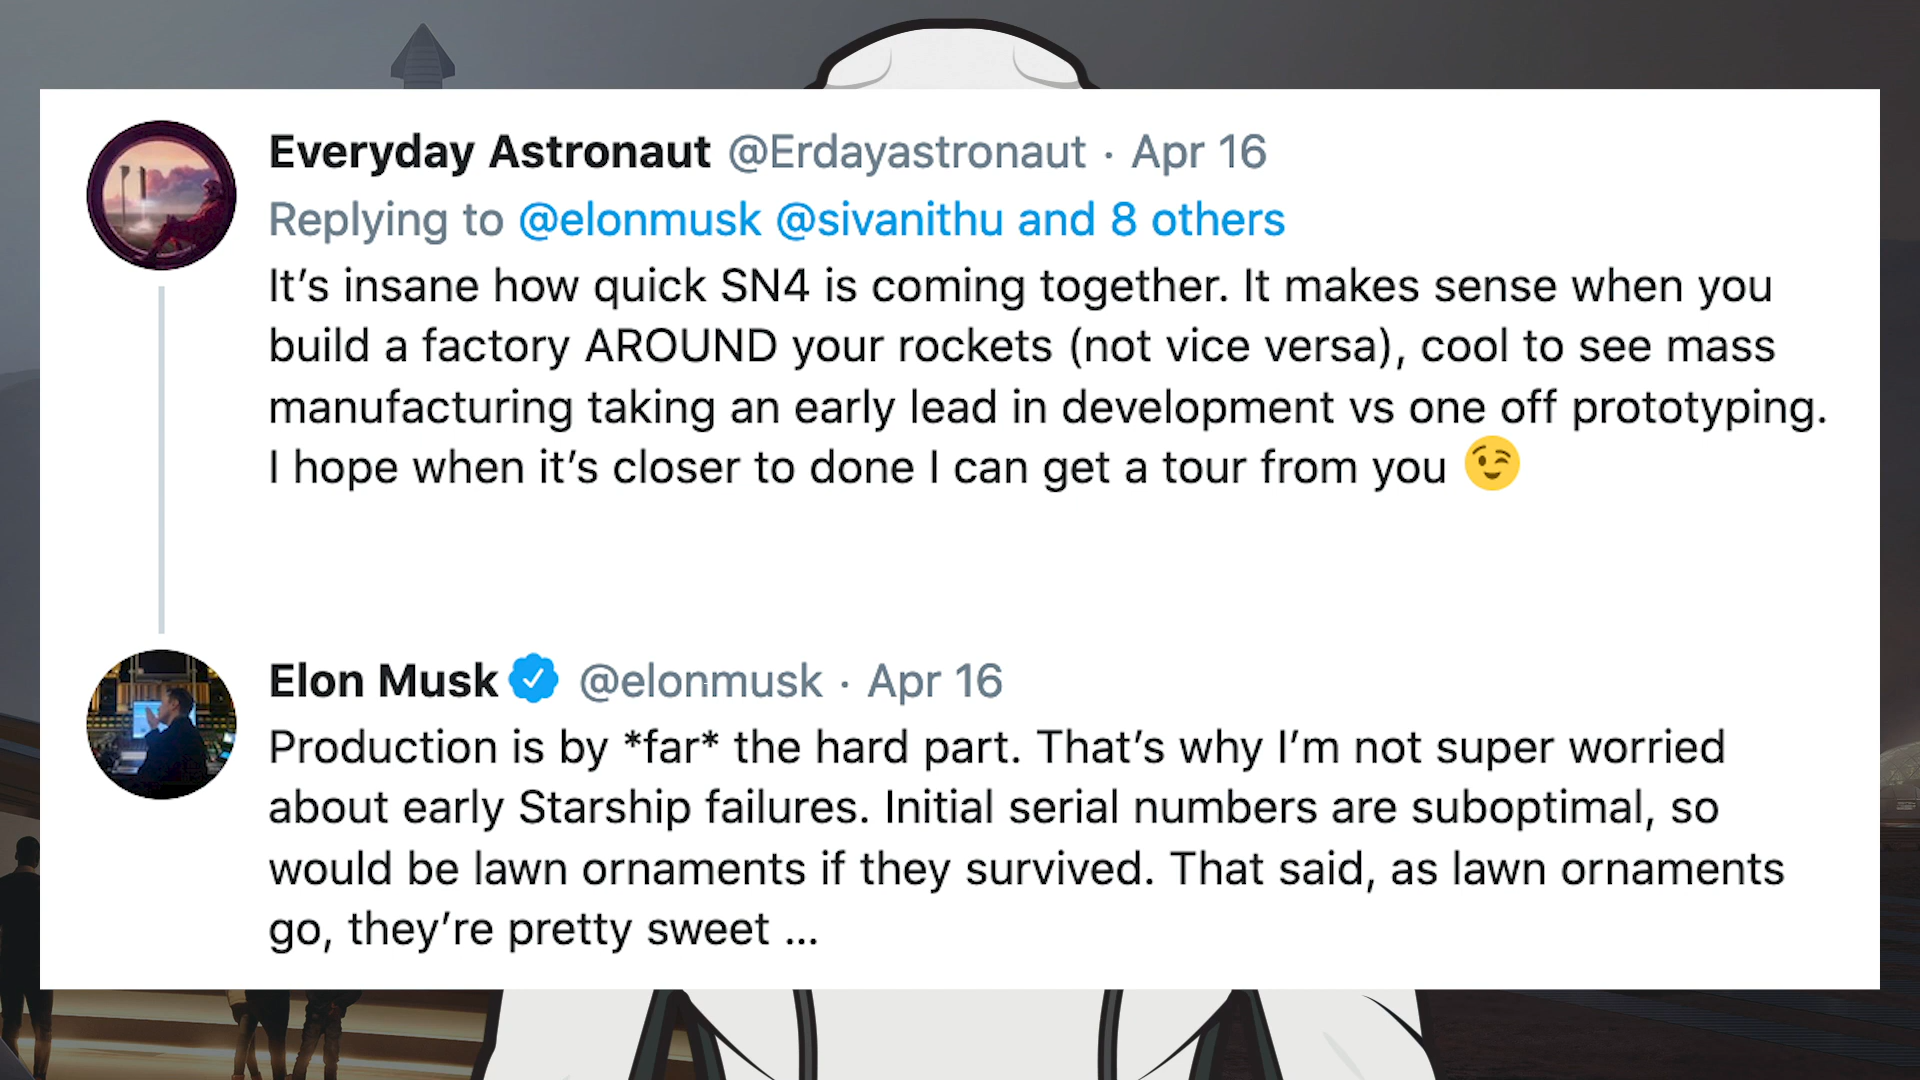 Everyday Astronaut @Erdayastronaut · Apr 16
Replying to @elonmusk @sivanithu and 8 others
It’s insane how quick SN4 is coming together. It makes sense when you
build a factory AROUND your rockets (not vice versa), cool to see mass
manufacturing taking an early lead in development vs one off prototyping.
I hope when it’s closer to done I can get a tour from you 😉
Elon Musk @elonmusk · Apr 16
Production is by *far* the hard part. That’s why I’m not super worried
about early Starship failures. Initial serial numbers are suboptimal, so
would be lawn ornaments if they survived. That said, as lawn ornaments
go, they’re pretty sweet ...